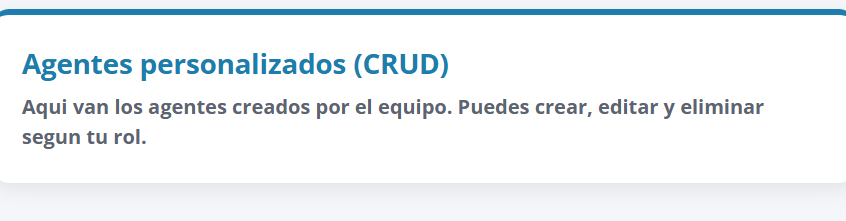 Agentes personalizados (CRUD)
Aqui van los agentes creados por el equipo. Puedes crear, editar y eliminar
segun tu rol.